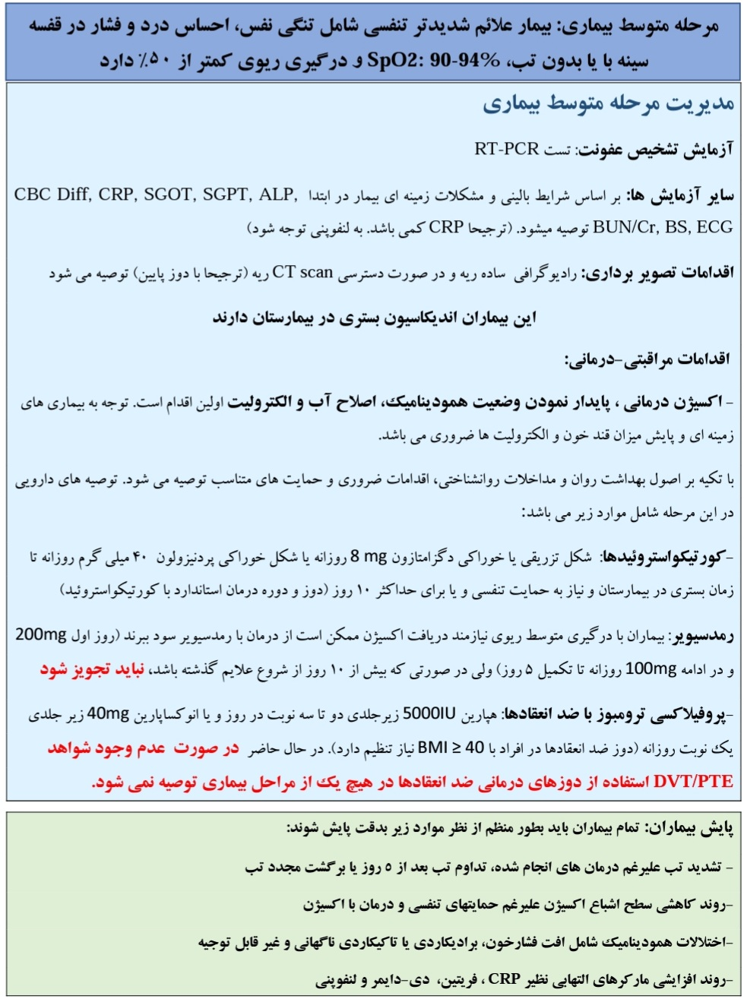 مرحله متوسط بیماری: بیمار علائم شدیدتر تنفسی شامل تنگی نفس، احساس درد و فشار در قفسه
سینه با یا بدون تب، SpO2: 90-94% و درگیری ریوی کمتر از ۵۰٪ دارد
مدیریت مرحله متوسط بیماری
آزمایش تشخیص عفونت: تست RT-PCR
سایر آزمایش ها: بر اساس شرایط بالینی و مشکلات زمینه ای بیمار در ابتدا CBC Diff, CRP, SGOT, SGPT, ALP,
BUN/Cr, BS, ECG توصیه میشود. (ترجیحا CRP کمی باشد. به لنفوپنی توجه شود)
اقدامات تصویر برداری: رادیوگرافی ساده ریه و در صورت دسترسی CT scan ریه (ترجیحا با دوز پایین) توصیه می شود
این بیماران اندیکاسیون بستری در بیمارستان دارند
اقدامات مراقبتی-درمانی:
- اکسیژن درمانی ، پایدار نمودن وضعیت همودینامیک، اصلاح آب و الکترولیت اولین اقدام است. توجه به بیماری های
زمینه ای و پایش میزان قند خون و الکترولیت ها ضروری می باشد.
با تکیه بر اصول بهداشت روان و مداخلات روانشناختی، اقدامات ضروری و حمایت های متناسب توصیه می شود. توصیه های دارویی
در این مرحله شامل موارد زیر می باشد:
-کورتیکواستروئیدها: شکل تزریقی یا خوراکی دگزامتازون 8 mg روزانه یا شکل خوراکی پردنیزولون ۴۰ میلی گرم روزانه تا
زمان بستری در بیمارستان و نیاز به حمایت تنفسی و یا برای حداکثر ۱۰ روز (دوز و دوره درمان استاندارد با کورتیکواستروئید)
رمدسیویر: بیماران با درگیری متوسط ریوی نیازمند دریافت اکسیژن ممکن است از درمان با رمدسیویر سود ببرند (روز اول 200mg
و در ادامه 100mg روزانه تا تکمیل ۵ روز) ولی در صورتی که بیش از ۱۰ روز از شروع علایم گذشته باشد، نباید تجویز شود
-پروفیلاکسی ترومبوز با ضد انعقادها: هپارین 5000IU زیرجلدی دو تا سه نوبت در روز و یا انوکساپارین 40mg زیر جلدی
یک نوبت روزانه (دوز ضد انعقادها در افراد با BMI ≥ 40 نیاز تنظیم دارد). در حال حاضر در صورت عدم وجود شواهد
DVT/PTE استفاده از دوزهای درمانی ضد انعقادها در هیچ یک از مراحل بیماری توصیه نمی شود.
پایش بیماران: تمام بیماران باید بطور منظم از نظر موارد زیر بدقت پایش شوند:
- تشدید تب علیرغم درمان های انجام شده، تداوم تب بعد از ۵ روز یا برگشت مجدد تب
-روند کاهشی سطح اشباع اکسیژن علیرغم حمایتهای تنفسی و درمان با اکسیژن
-اختلالات همودینامیک شامل افت فشارخون، برادیکاردی یا تاکیکاردی ناگهانی و غیر قابل توجیه
-روند افزایشی مارکرهای التهابی نظیر CRP ، فریتین، دی-دایمر و لنفوپنی